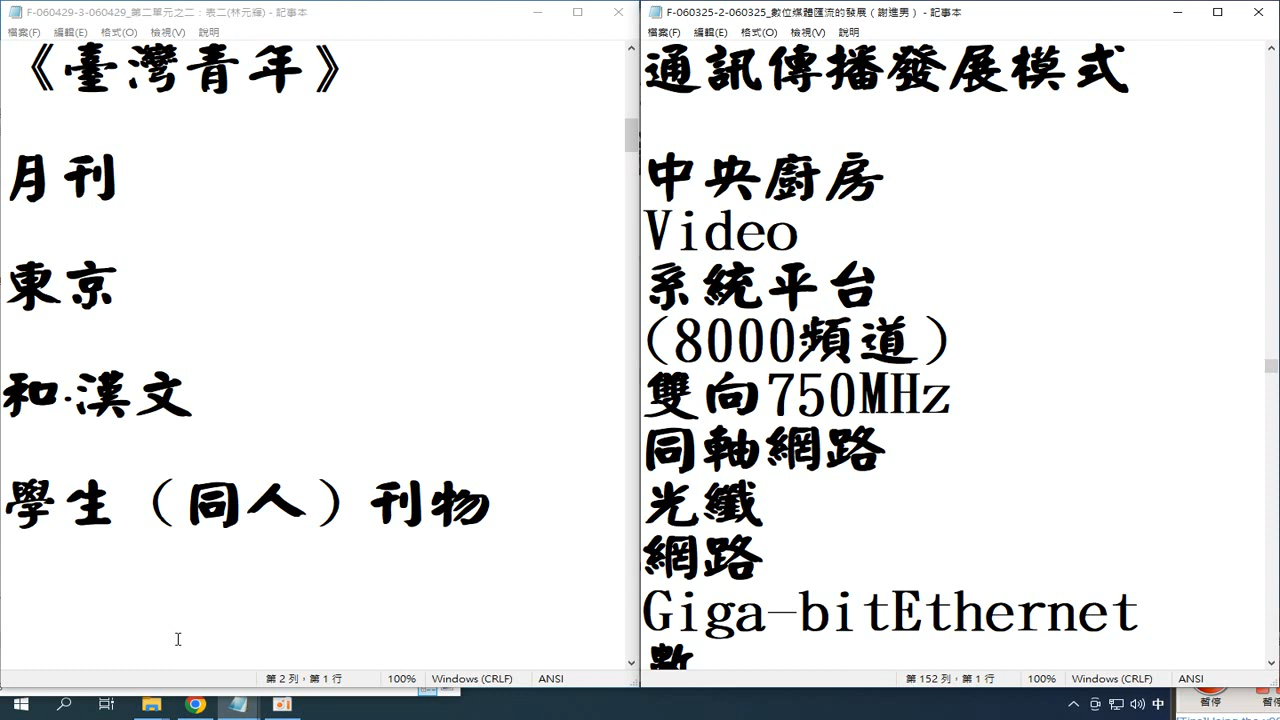 F-060429-3-060429_第二單元之二：表二(林元輝) - 記事本
檔案(F) 編輯(E) 格式(O) 檢視(V) 說明
《臺灣青年》
月刊
東京
和·漢文
學生（同人）刊物
第 2 列，第 1 行 100% Windows (CRLF) ANSI
F-060325-2-060325_數位媒體匯流的發展（謝進男）- 記事本
檔案(F) 編輯(E) 格式(O) 檢視(V) 說明
通訊傳播發展模式
中央廚房
Video
系統平台
(8000頻道)
雙向750MHz
同軸網路
光纖
網路
Giga-bitEthernet
數
第 152 列，第 1 行 100% Windows (CRLF) ANSI
中
暫停